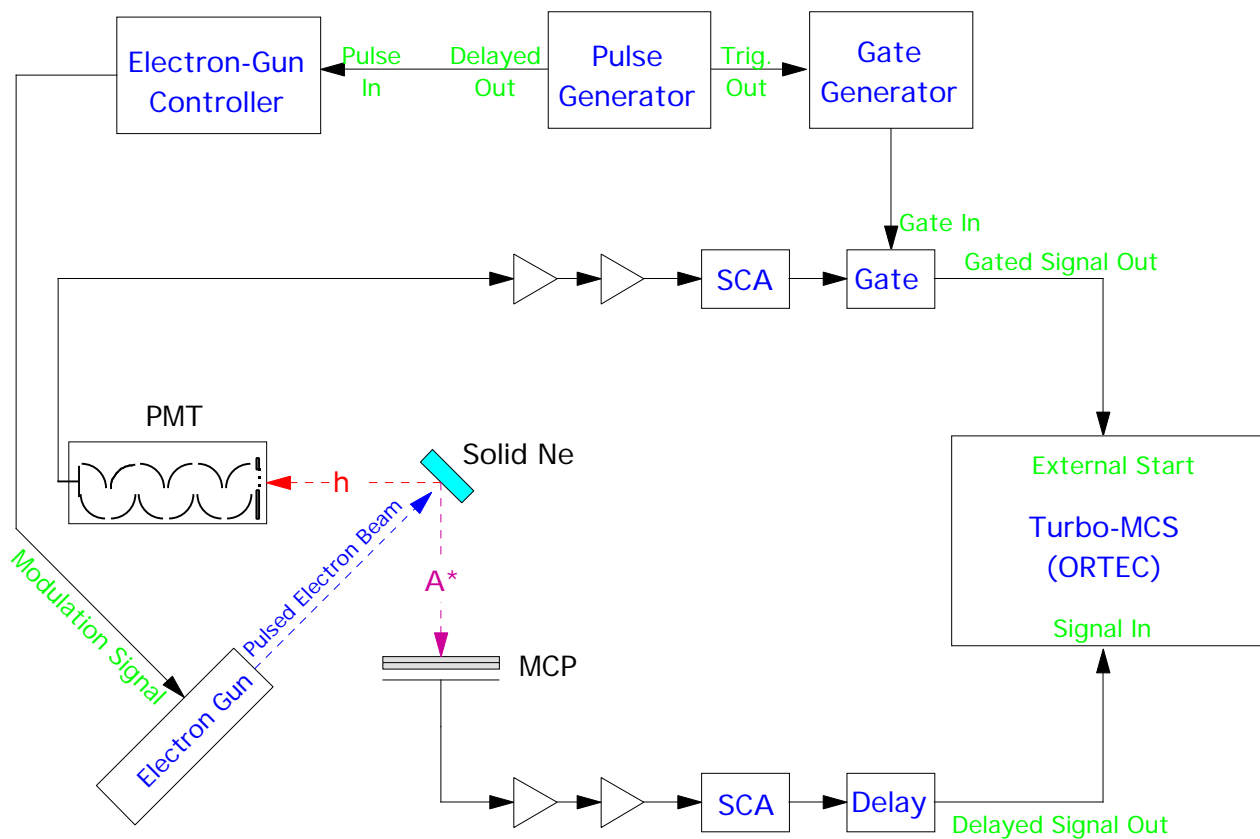 Electron-Gun
Controller
Pulse
In
Delayed
Out
Pulse
Generator
Trig.
Out
Gate
Generator
Gate In
SCA
Gate
Gated Signal Out
PMT
Solid Ne
h
External Start
Turbo-MCS
(ORTEC)
Signal In
Modulation Signal
Pulsed Electron Beam
A*
MCP
Electron Gun
SCA
Delay
Delayed Signal Out